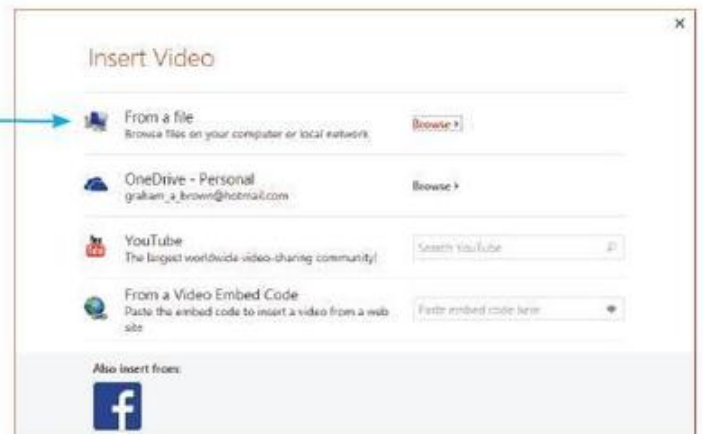 Insert Video
From a file
Browse files on your computer or local network
Browse
OneDrive - Personal
graham_a_brown@hotmail.com
Browse
YouTube
The largest worldwide video-sharing community!
Search YouTube
From a Video Embed Code
Paste the embed code to insert a video from a web
site
Paste embed code here
Also insert from: